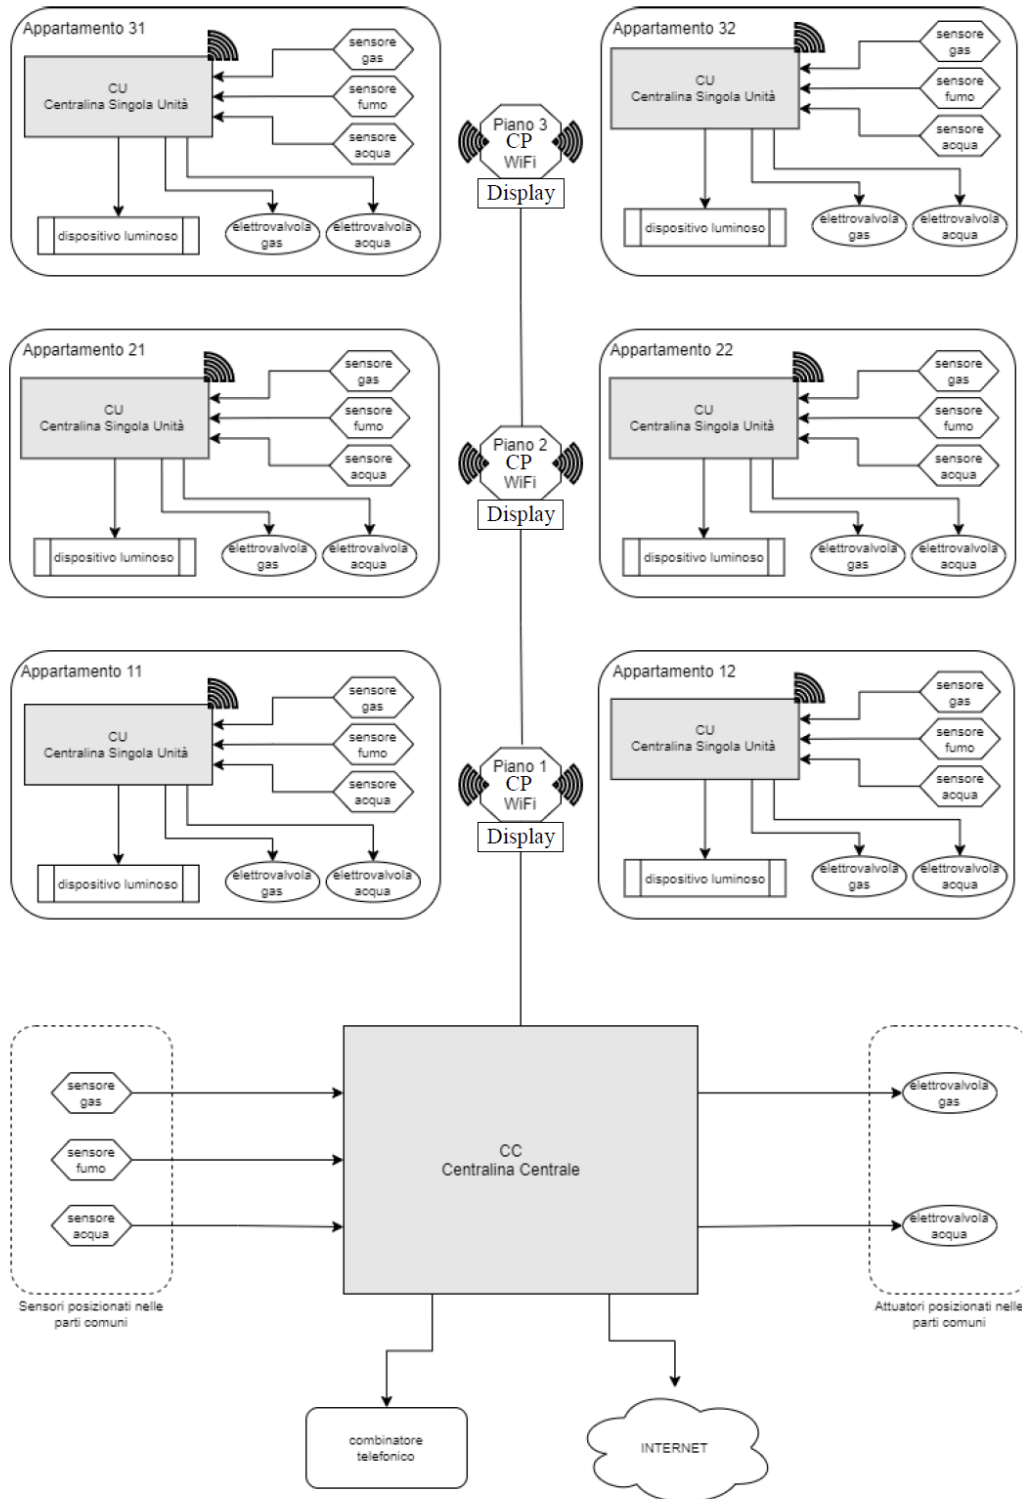 Appartamento 31
CU
Centralina Singola Unità
sensore
gas
sensore
fumo
sensore
acqua
dispositivo luminoso
elettrovalvola
gas
elettrovalvola
acqua
Piano 3
CP
WiFi
Display
Appartamento 32
CU
Centralina Singola Unità
sensore
gas
sensore
fumo
sensore
acqua
dispositivo luminoso
elettrovalvola
gas
elettrovalvola
acqua
Appartamento 21
CU
Centralina Singola Unità
sensore
gas
sensore
fumo
sensore
acqua
dispositivo luminoso
elettrovalvola
gas
elettrovalvola
acqua
Piano 2
CP
WiFi
Display
Appartamento 22
CU
Centralina Singola Unità
sensore
gas
sensore
fumo
sensore
acqua
dispositivo luminoso
elettrovalvola
gas
elettrovalvola
acqua
Appartamento 11
CU
Centralina Singola Unità
sensore
gas
sensore
fumo
sensore
acqua
dispositivo luminoso
elettrovalvola
gas
elettrovalvola
acqua
Piano 1
CP
WiFi
Display
Appartamento 12
CU
Centralina Singola Unità
sensore
gas
sensore
fumo
sensore
acqua
dispositivo luminoso
elettrovalvola
gas
elettrovalvola
acqua
sensore
gas
sensore
fumo
sensore
acqua
Sensori posizionati nelle
parti comuni
CC
Centralina Centrale
elettrovalvola
gas
elettrovalvola
acqua
Attuatori posizionati nelle
parti comuni
combinatore
telefonico
INTERNET